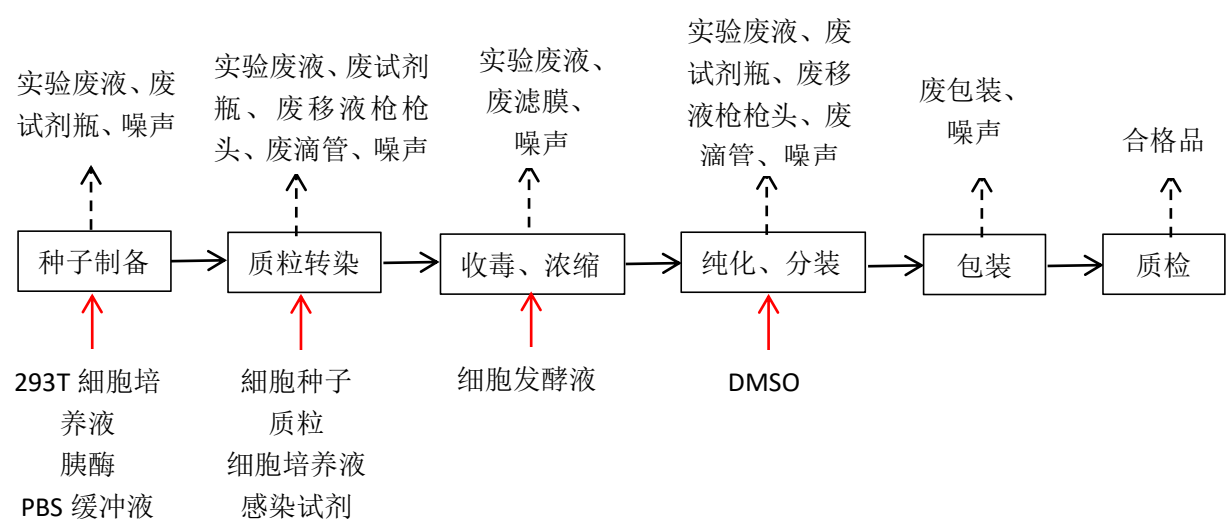 实验废液、废
试剂瓶、噪声
实验废液、废试剂
瓶、废移液枪枪
头、废滴管、噪声
实验废液、
废滤膜、
噪声
实验废液、废
试剂瓶、废移
液枪枪头、废
滴管、噪声
废包装、
噪声
合格品
种子制备
质粒转染
收毒、浓缩
纯化、分装
包装
质检
293T 細胞培
养液
胰酶
PBS 缓冲液
細胞种子
质粒
细胞培养液
感染试剂
细胞发酵液
DMSO